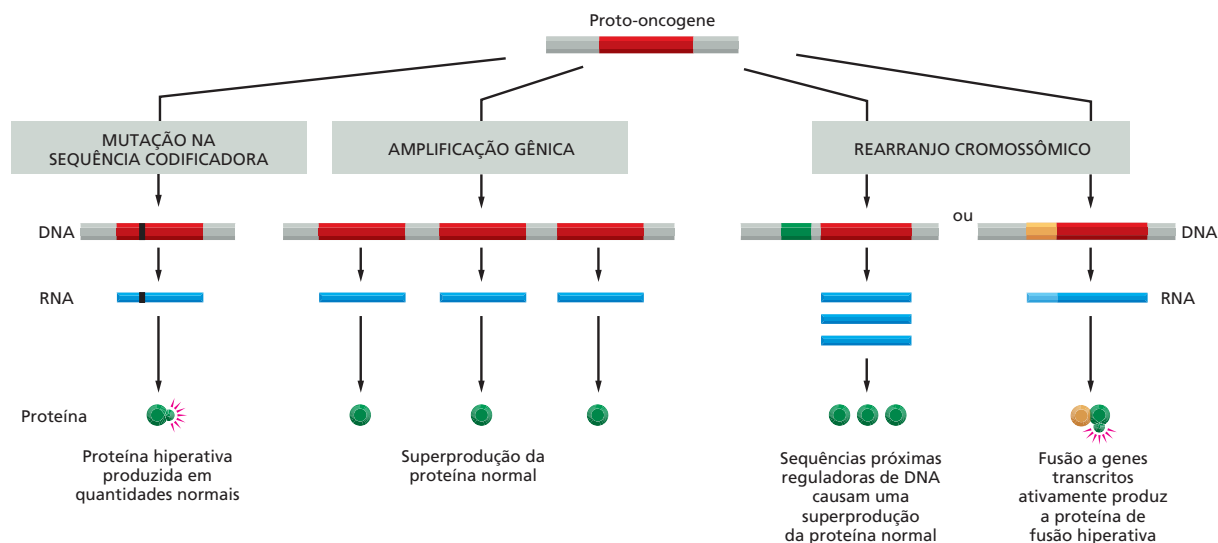 Proto-oncogene
MUTAÇÃO NA
SEQUÊNCIA CODIFICADORA
AMPLIFICAÇÃO GÊNICA
REARRANJO CROMOSSÔMICO
DNA
ou
DNA
RNA
RNA
Proteína
Proteína hiperativa
produzida em
quantidades normais
Superprodução da
proteína normal
Sequências próximas
reguladoras de DNA
causam uma
superprodução
da proteína normal
Fusão a genes
transcritos
ativamente produz
a proteína de
fusão hiperativa